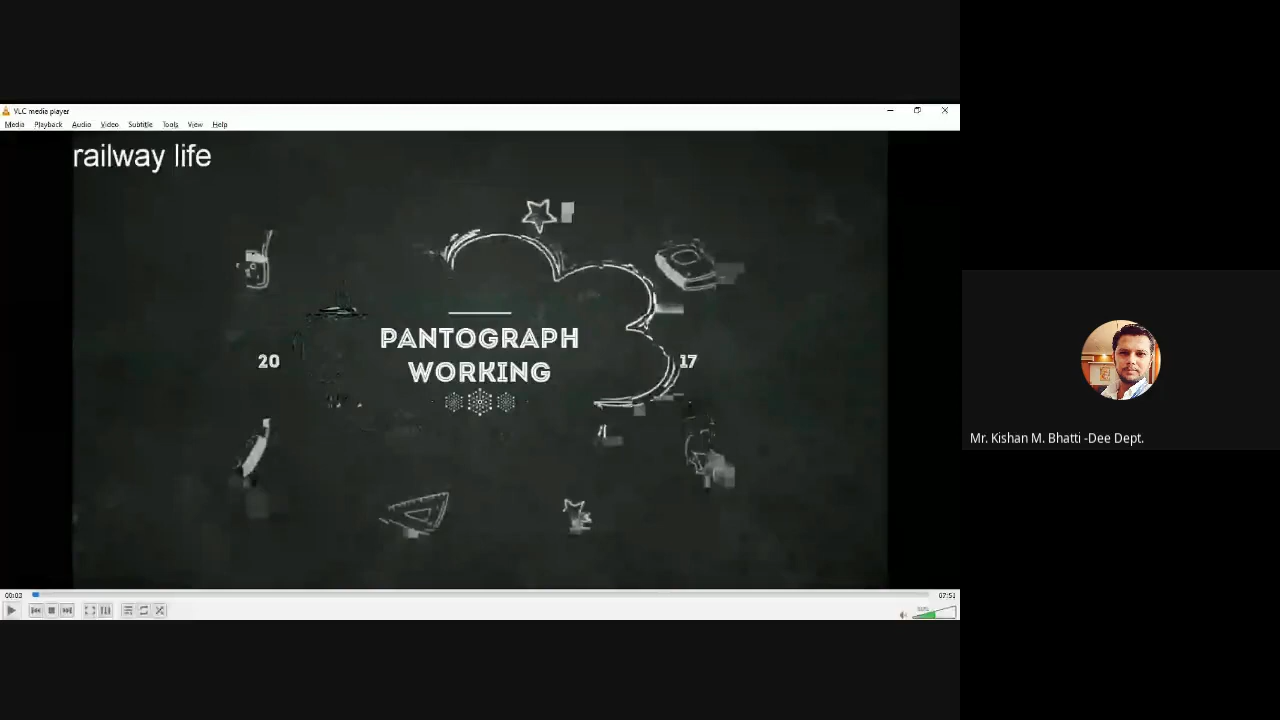 VLC media player
Media Playback Audio Video Subtitle Tools View Help
railway life
PANTOGRAPH
20 17
WORKING
Mr. Kishan M. Bhatti -Dee Dept.
00:03 07:51
50%